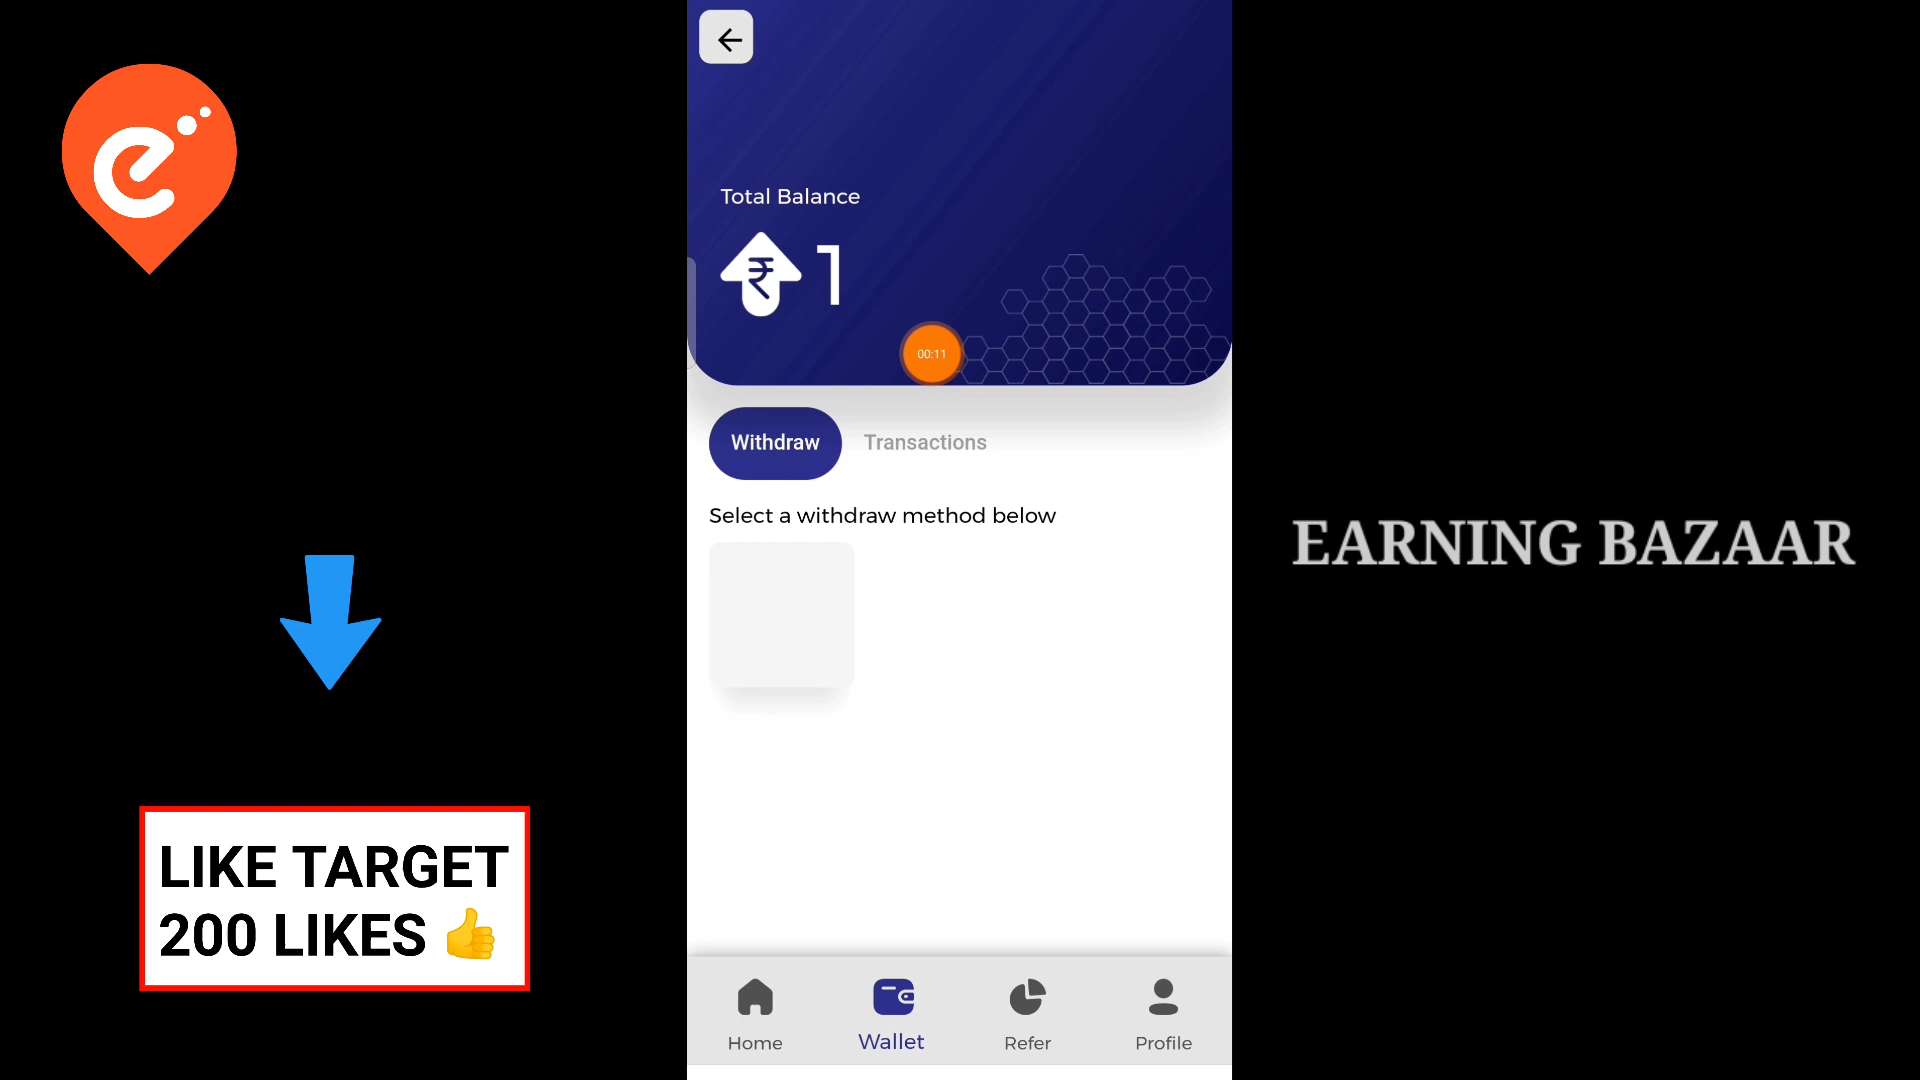 Total Balance
₹ 1
00:11
Withdraw Transactions
Select a withdraw method below
EARNING BAZAAR
LIKE TARGET
200 LIKES 👍
Home Wallet Refer Profile